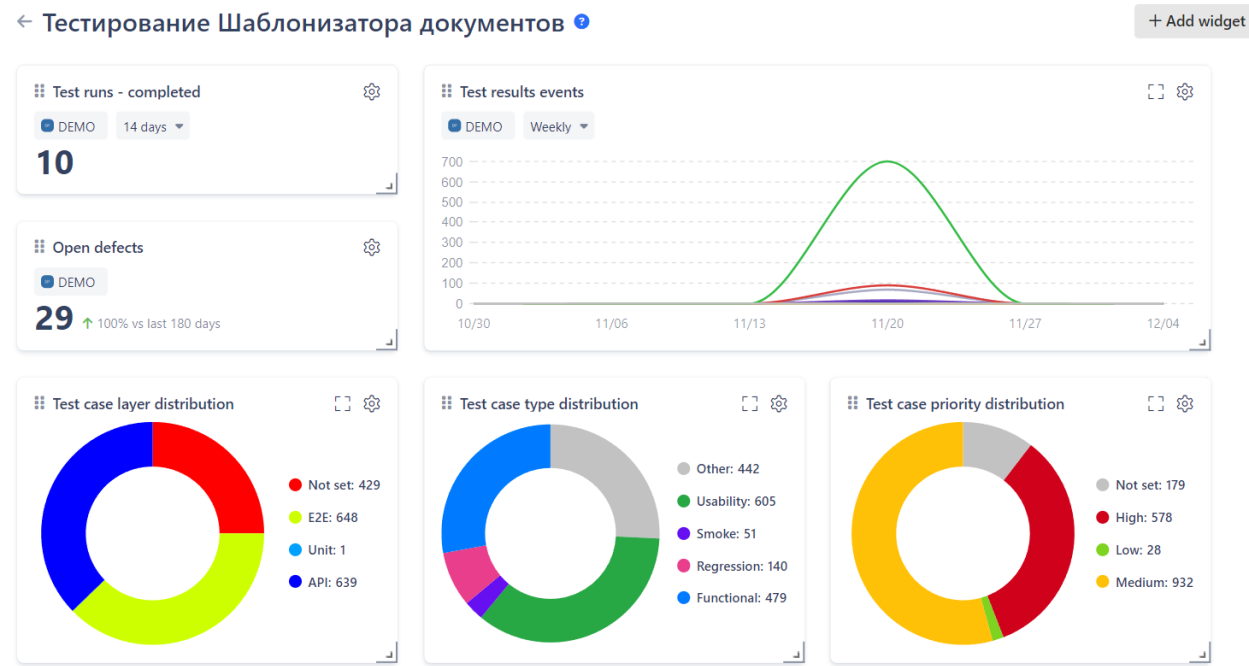 Тестирование Шаблонизатора документов ?
+ Add widget
Test runs - completed
DEMO 14 days
10
Open defects
DEMO
29 ↑ 100% vs last 180 days
Test results events
DEMO Weekly
700
600
500
400
300
200
100
0
10/30 11/06 11/13 11/20 11/27 12/04
Test case layer distribution
Not set: 429
E2E: 648
Unit: 1
API: 639
Test case type distribution
Other: 442
Usability: 605
Smoke: 51
Regression: 140
Functional: 479
Test case priority distribution
Not set: 179
High: 578
Low: 28
Medium: 932